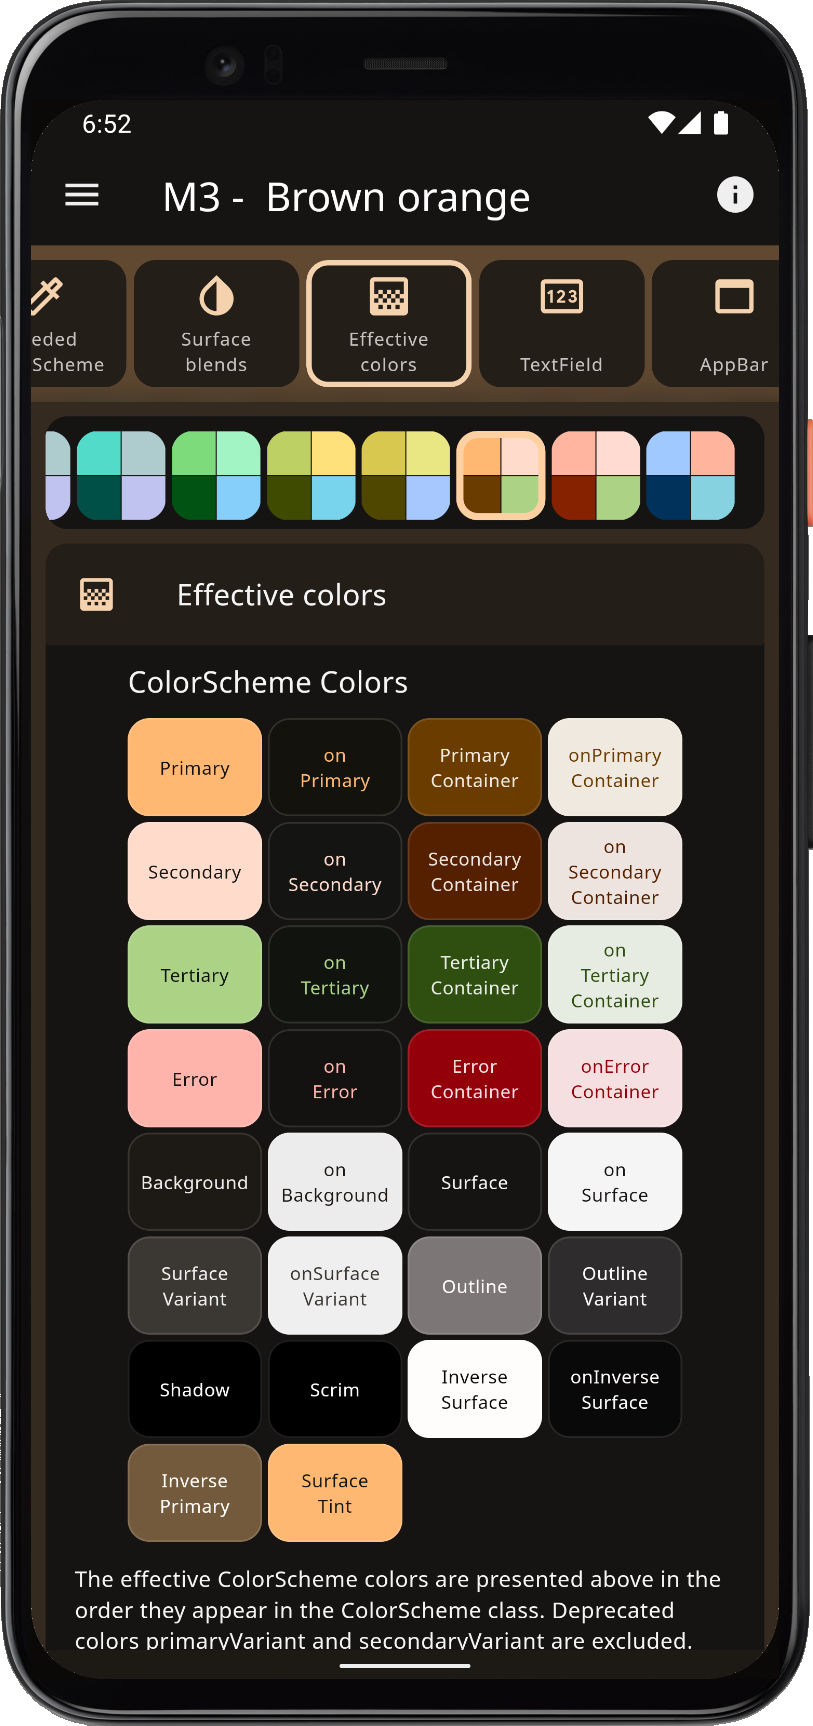 6:52
M3 -  Brown orange
eded
Scheme
Surface
blends
Effective
colors
123
TextField
AppBar
Effective colors
ColorScheme Colors
Primary
on
Primary
Primary
Container
onPrimary
Container
Secondary
on
Secondary
Secondary
Container
on
Secondary
Container
Tertiary
on
Tertiary
Tertiary
Container
on
Tertiary
Container
Error
on
Error
Error
Container
onError
Container
Background
on
Background
Surface
on
Surface
Surface
Variant
onSurface
Variant
Outline
Outline
Variant
Shadow
Scrim
Inverse
Surface
onInverse
Surface
Inverse
Primary
Surface
Tint
The effective ColorScheme colors are presented above in the
order they appear in the ColorScheme class. Deprecated
colors primaryVariant and secondaryVariant are excluded.